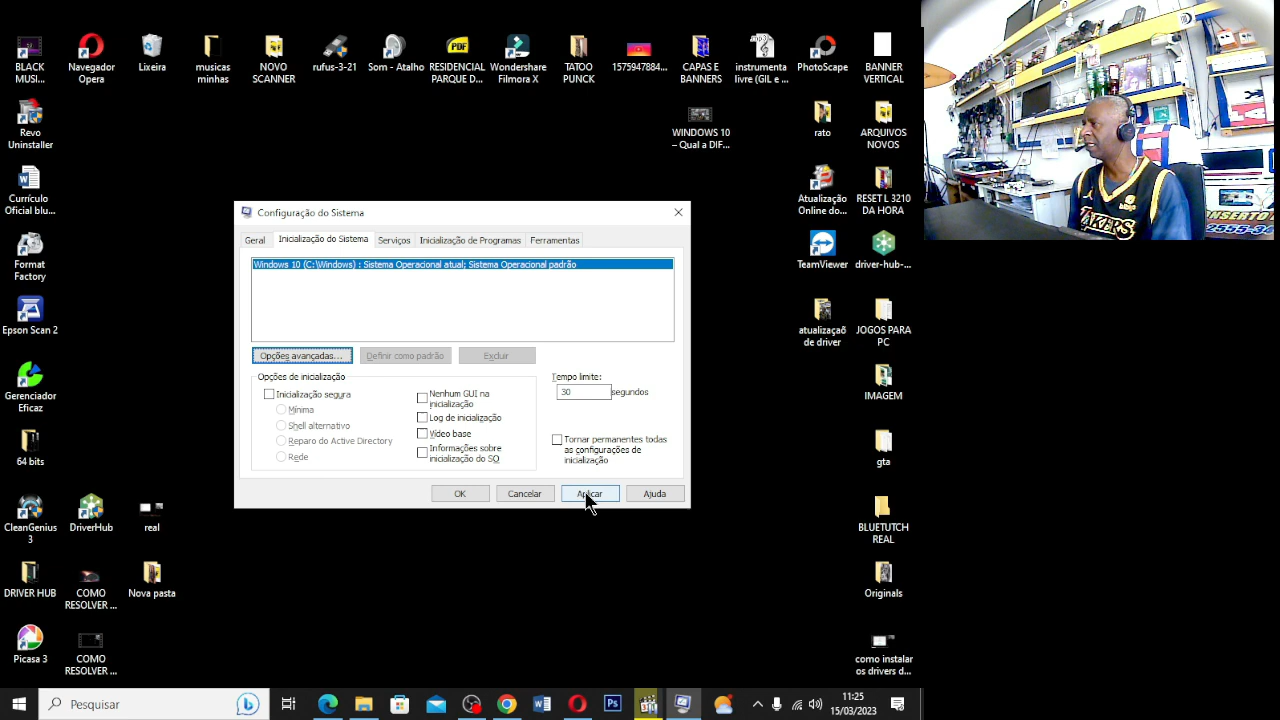 BLACK
MUSI...
Navegador
Opera
Lixeira
musicas
minhas
NOVO
SCANNER
rufus-3-21
Som - Atalho
PDF
RESIDENCIAL
PARQUE D...
Wondershare
Filmora X
TATOO
PUNCK
1575947884...
CAPAS E
BANNERS
mp3
instrumenta
livre (GIL e ...
PhotoScape
BANNER
VERTICAL
Revo
Uninstaller
WINDOWS 10
– Qual a DIF...
rato
ARQUIVOS
NOVOS
Currículo
Oficial blu...
Atualização
Online do...
RESET L 3210
DA HORA
Format
Factory
TeamViewer
driver-hub-...
Epson Scan 2
atualizaçaõ
de driver
JOGOS PARA
PC
Gerenciador
Eficaz
IMAGEM
64 bits
gta
CleanGenius
3
DriverHub
real
BLUETUTCH
REAL
DRIVER HUB
COMO
RESOLVER ...
Nova pasta
Originals
Picasa 3
COMO
RESOLVER ...
como instalar
os drivers d...
Configuração do Sistema
Geral
Inicialização do Sistema
Serviços
Inicialização de Programas
Ferramentas
Windows 10 (C:\Windows) : Sistema Operacional atual; Sistema Operacional padrão
Opções avançadas...
Definir como padrão
Excluir
Opções de inicialização
Inicialização segura
Mínima
Shell alternativo
Reparo do Active Directory
Rede
Nenhum GUI na
inicialização
Log de inicialização
Vídeo base
Informações sobre
inicialização do SO
Tempo limite:
30 segundos
Tornar permanentes todas
as configurações de
inicialização
OK
Cancelar
Aplicar
Ajuda
LAKERS
2555-34
Pesquisar
Ps
11:25
15/03/2023